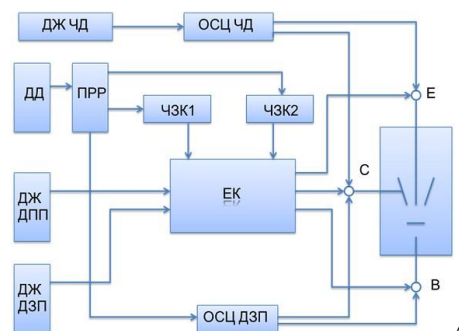 ДЖ ЧД
ОСЦ ЧД
ДД
ПРР
ЧЗК1
ЧЗК2
Е
В
С
ЕК
ДЖ
ДПП
ДЖ
ДЗП
ОСЦ ДЗП